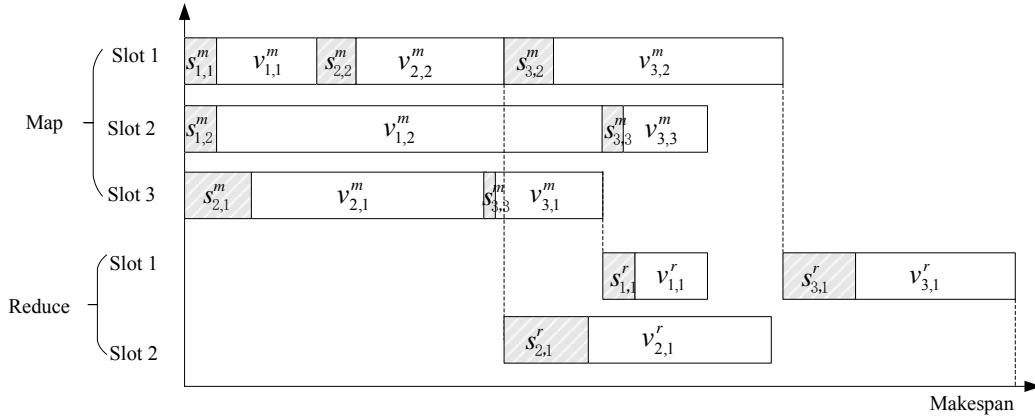 Slot 1 s^m_{1,1} v^m_{1,1} s^m_{2,2} v^m_{2,2} s^m_{3,2} v^m_{3,2}
Map Slot 2 s^m_{1,2} v^m_{1,2} s^m_{3,3} v^m_{3,3}
Slot 3 s^m_{2,1} v^m_{2,1} s^m_{3,3} v^m_{3,1}
Slot 1 s^r_{1,1} v^r_{1,1} s^r_{3,1} v^r_{3,1}
Reduce
Slot 2 s^r_{2,1} v^r_{2,1}
Makespan